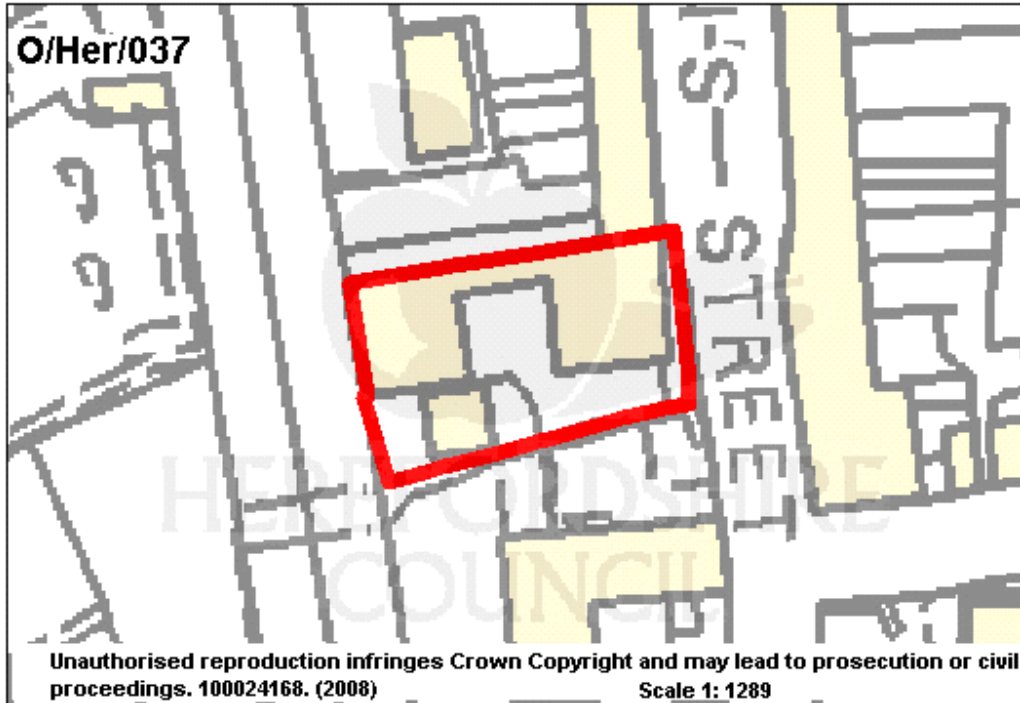 O/Her/037
'S—STREET
HEREFORDSHIRE
COUNCIL
Unauthorised reproduction infringes Crown Copyright and may lead to prosecution or civil
proceedings. 100024168. (2008) Scale 1: 1289